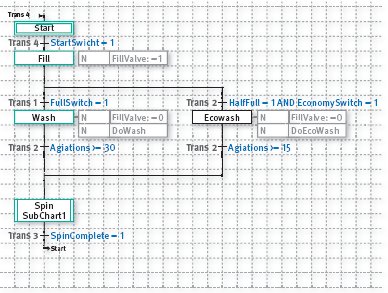 Trans 4
Start
Trans 4 StartSwicht = 1
Fill N FillValve: =1
Trans 1 FullSwitch = 1 Trans 2 HalfFull = 1 AND EconomySwitch = 1
Wash N FillValve: =0 Ecowash N FillValve: =0
N DoWash N DoEcoWash
Trans 2 Agiations >= 30 Trans 2 Agiations >= 15
Spin
SubChart1
Trans 3 SpinComplete = 1
Start